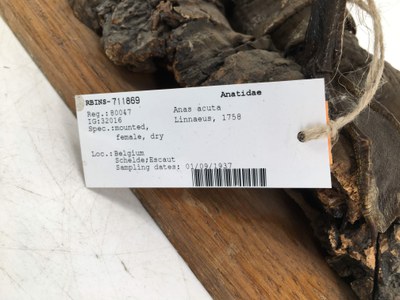 RBINS-711869 Anatidae
Reg.:80047 Anas acuta
IG:32016 Linnaeus, 1758
Spec.:mounted,
female, dry
Loc.:Belgium
Schelde;Escaut
Sampling dates: 01/09/1937